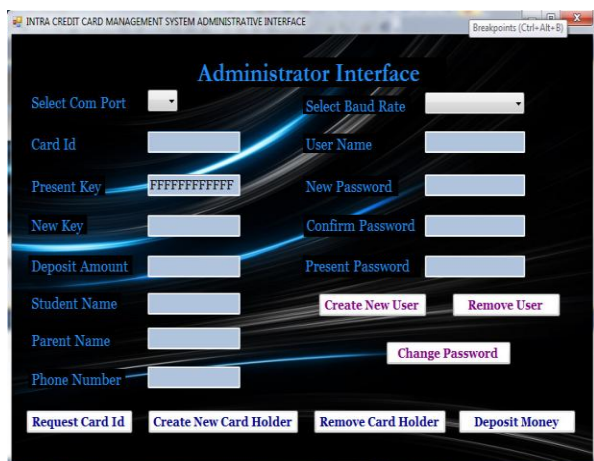 INTRA CREDIT CARD MANAGEMENT SYSTEM ADMINISTRATIVE INTERFACE
Breakpoints (Ctrl+Alt+B)
Administrator Interface
Select Com Port
Select Baud Rate
Card Id
User Name
Present Key FFFFFFFFFFFF
New Password
New Key
Confirm Password
Deposit Amount
Present Password
Student Name
Create New User
Remove User
Parent Name
Change Password
Phone Number
Request Card Id
Create New Card Holder
Remove Card Holder
Deposit Money